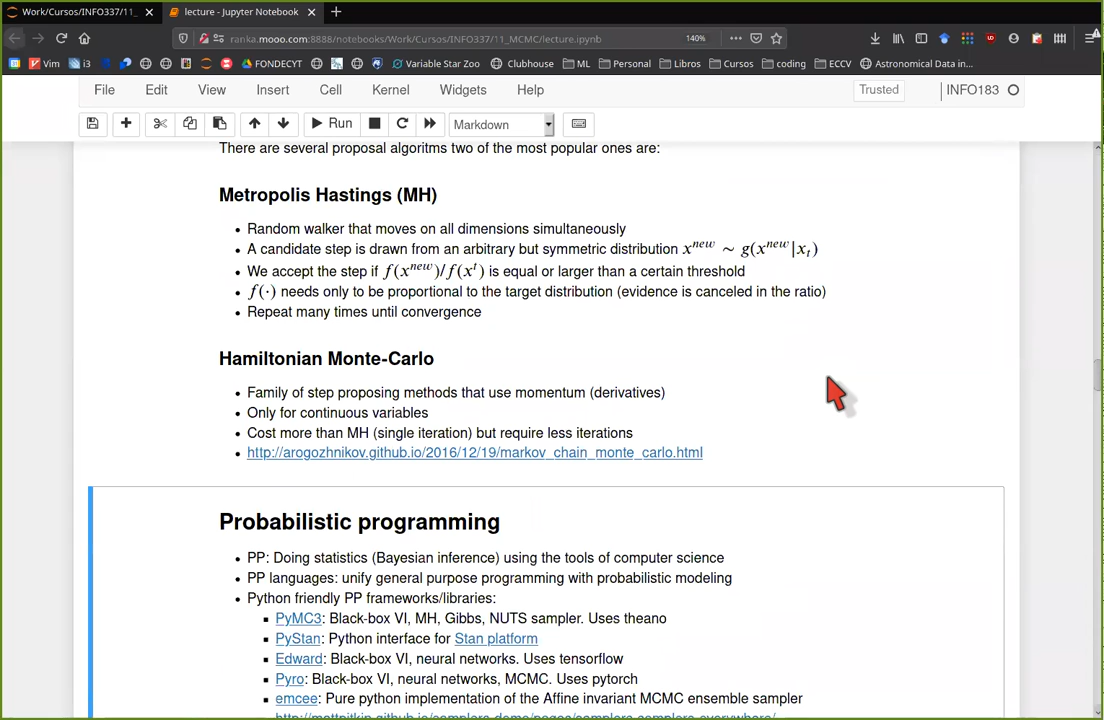 Work/Cursos/INFO337/11_
lecture - Jupyter Notebook
ranka.mooo.com:8888/notebooks/Work/Cursos/INFO337/11_MCMC/lecture.ipynb
140%
Vim
i3
FONDECYT
Variable Star Zoo
Clubhouse
ML
Personal
Libros
Cursos
coding
ECCV
Astronomical Data in...
File Edit View Insert Cell Kernel Widgets Help
Trusted
INFO183
Run
Markdown
There are several proposal algoritms two of the most popular ones are:
Metropolis Hastings (MH)
• Random walker that moves on all dimensions simultaneously
• A candidate step is drawn from an arbitrary but symmetric distribution x^new ∼ g(x^new|x_t)
• We accept the step if f(x^new)/f(x^t) is equal or larger than a certain threshold
• f(·) needs only to be proportional to the target distribution (evidence is canceled in the ratio)
• Repeat many times until convergence
Hamiltonian Monte-Carlo
• Family of step proposing methods that use momentum (derivatives)
• Only for continuous variables
• Cost more than MH (single iteration) but require less iterations
• http://arogozhnikov.github.io/2016/12/19/markov_chain_monte_carlo.html
Probabilistic programming
• PP: Doing statistics (Bayesian inference) using the tools of computer science
• PP languages: unify general purpose programming with probabilistic modeling
• Python friendly PP frameworks/libraries:
▪ PyMC3: Black-box VI, MH, Gibbs, NUTS sampler. Uses theano
▪ PyStan: Python interface for Stan platform
▪ Edward: Black-box VI, neural networks. Uses tensorflow
▪ Pyro: Black-box VI, neural networks, MCMC. Uses pytorch
▪ emcee: Pure python implementation of the Affine invariant MCMC ensemble sampler
http://mattpitkin.github.io/samplers-demo/pages/samplers-samplers-everywhere/